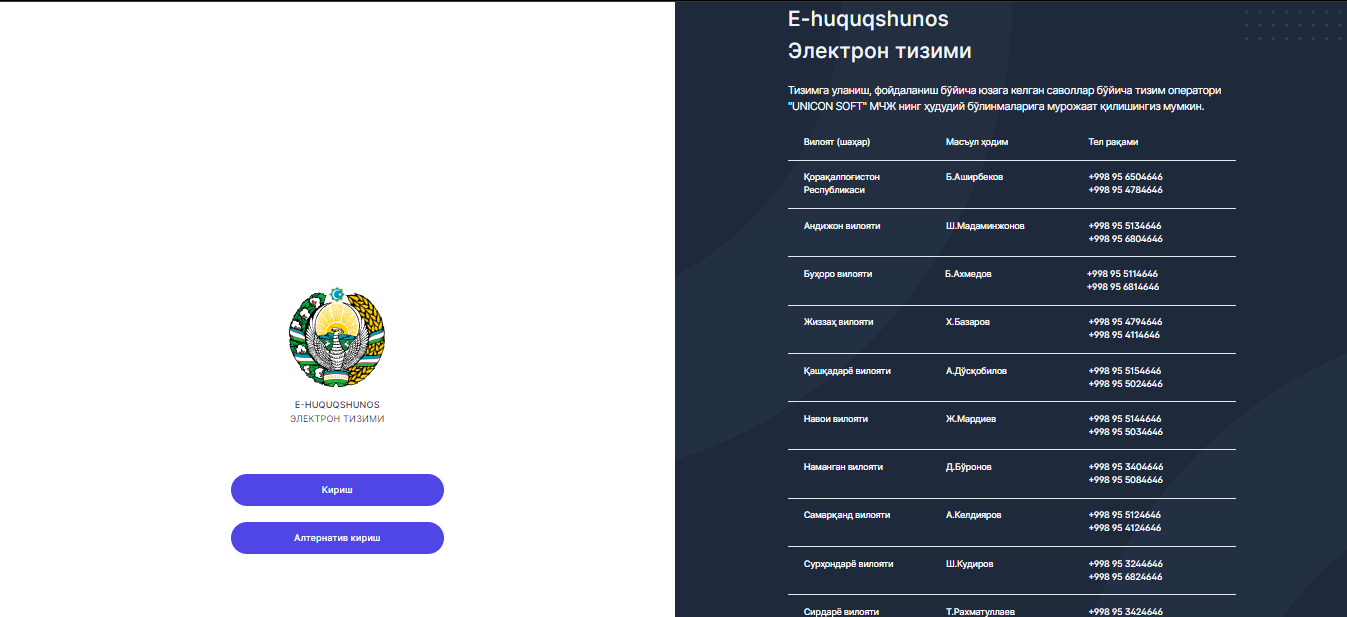 E-HUQUQSHUNOS
ЭЛЕКТРОН ТИЗИМИ
Кириш
Алтернатив кириш
E-huquqshunos
Электрон тизими
Тизимга уланиш, фойдаланиш бўйича юзага келган саволлар бўйича тизим оператори
"UNICON SOFT" МЧЖ нинг ҳудудий бўлинмаларига мурожаат қилишингиз мумкин.
Вилоят (шаҳар) Масъул ҳодим Тел рақами
Қорақалпоғистон Б.Аширбеков +998 95 6504646
Республикаси +998 95 4784646
Андижон вилояти Ш.Мадаминжонов +998 95 5134646
+998 95 6804646
Буҳоро вилояти Б.Ахмедов +998 95 5114646
+998 95 6814646
Жиззаҳ вилояти Х.Базаров +998 95 4794646
+998 95 4114646
Қашқадарё вилояти А.Дўсқобилов +998 95 5154646
+998 95 5024646
Навои вилояти Ж.Мардиев +998 95 5144646
+998 95 5034646
Наманган вилояти Д.Бўронов +998 95 3404646
+998 95 5084646
Самарқанд вилояти А.Келдияров +998 95 5124646
+998 95 4124646
Сурҳондарё вилояти Ш.Кудиров +998 95 3244646
+998 95 6824646
Сирдарё вилояти Т.Рахматуллаев +998 95 3424646